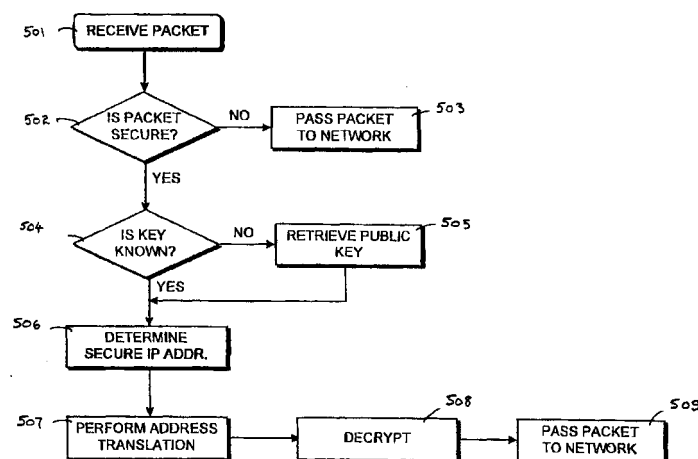 501
RECEIVE PACKET
502
IS PACKET
SECURE?
NO
PASS PACKET
TO NETWORK
503
YES
504
IS KEY
KNOWN?
NO
RETRIEVE PUBLIC
KEY
505
YES
506
DETERMINE
SECURE IP ADDR.
507
PERFORM ADDRESS
TRANSLATION
508
DECRYPT
509
PASS PACKET
TO NETWORK